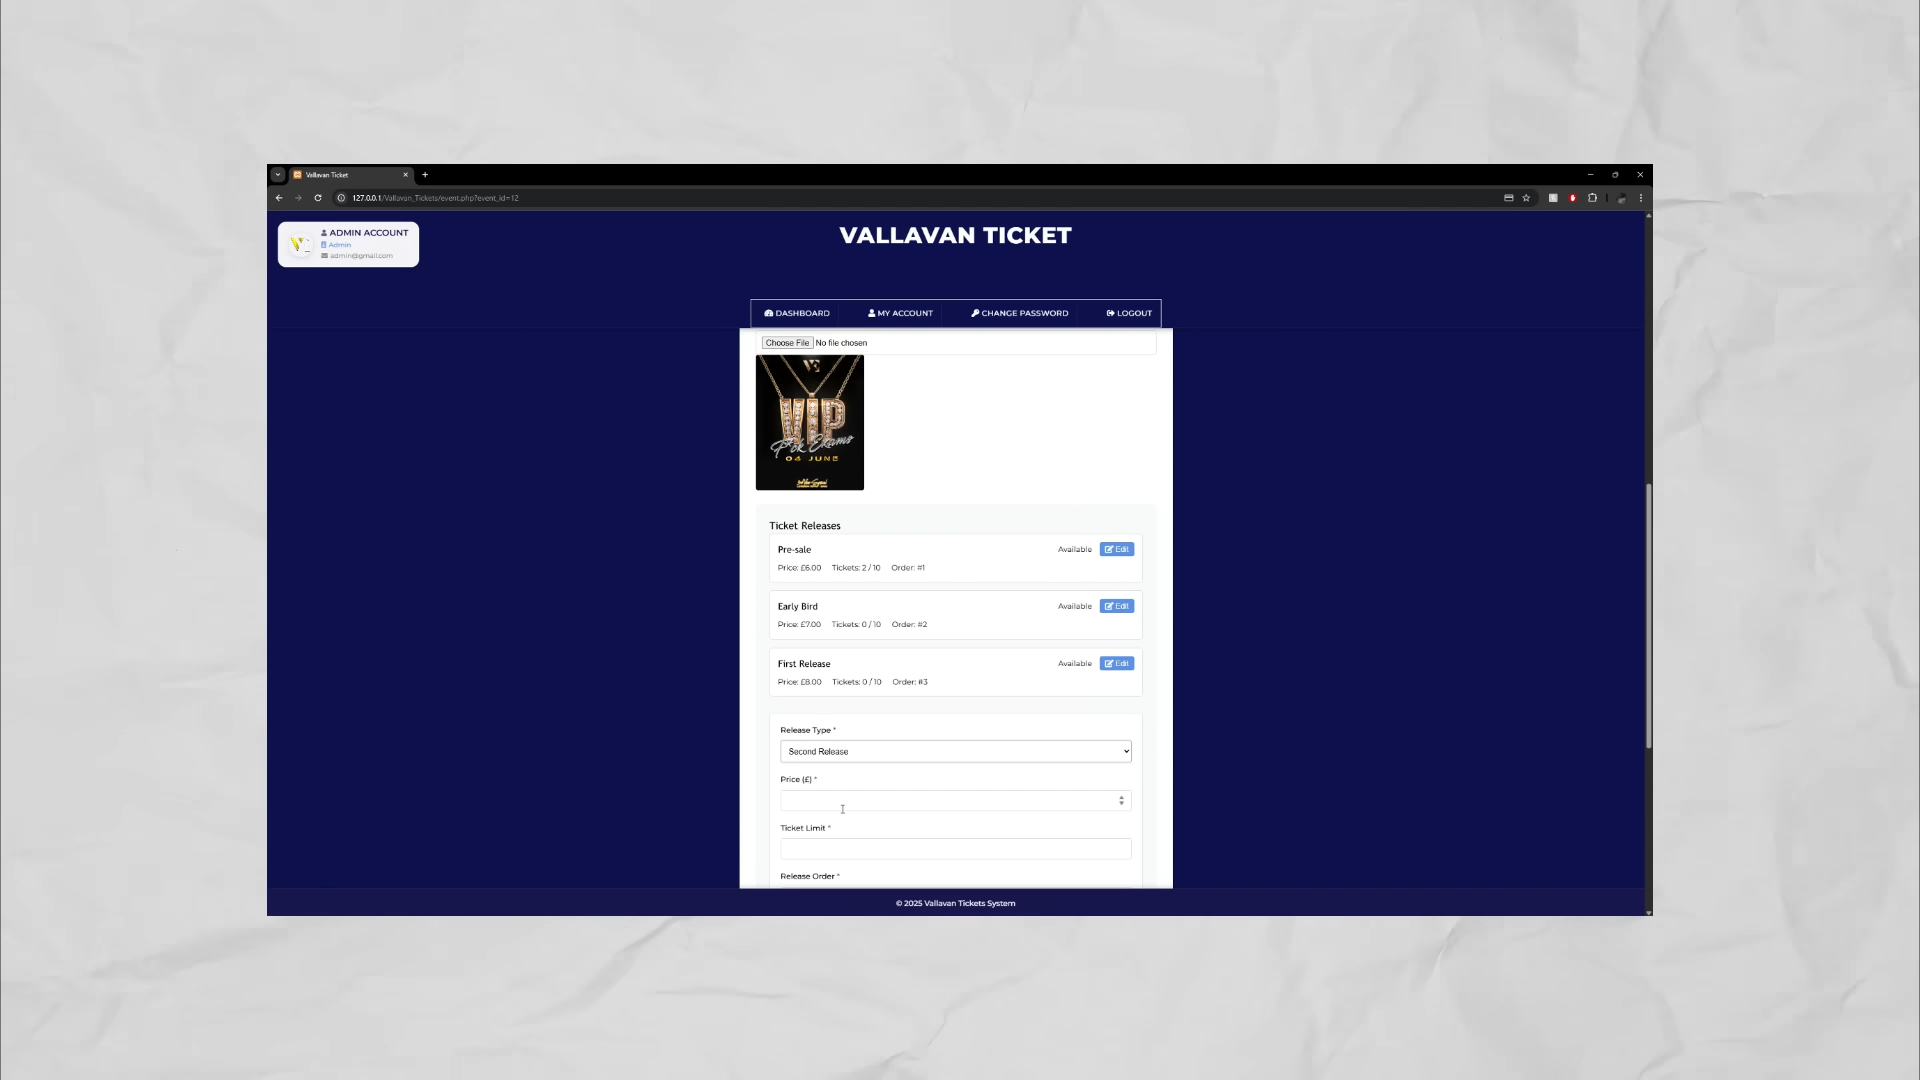 Vallavan Ticket
127.0.0.1/Vallavan_Tickets/event.php?event_id=12
ADMIN ACCOUNT
Admin
admin@gmail.com
VALLAVAN TICKET
DASHBOARD
MY ACCOUNT
CHANGE PASSWORD
LOGOUT
Choose File No file chosen
VE
VIP
F*ck Exams
04 JUNE
Ticket Releases
Pre-sale
Available
Edit
Price: £6.00 Tickets: 2 / 10 Order: #1
Early Bird
Available
Edit
Price: £7.00 Tickets: 0 / 10 Order: #2
First Release
Available
Edit
Price: £8.00 Tickets: 0 / 10 Order: #3
Release Type *
Second Release
Price (£) *
Ticket Limit *
Release Order *
© 2025 Vallavan Tickets System